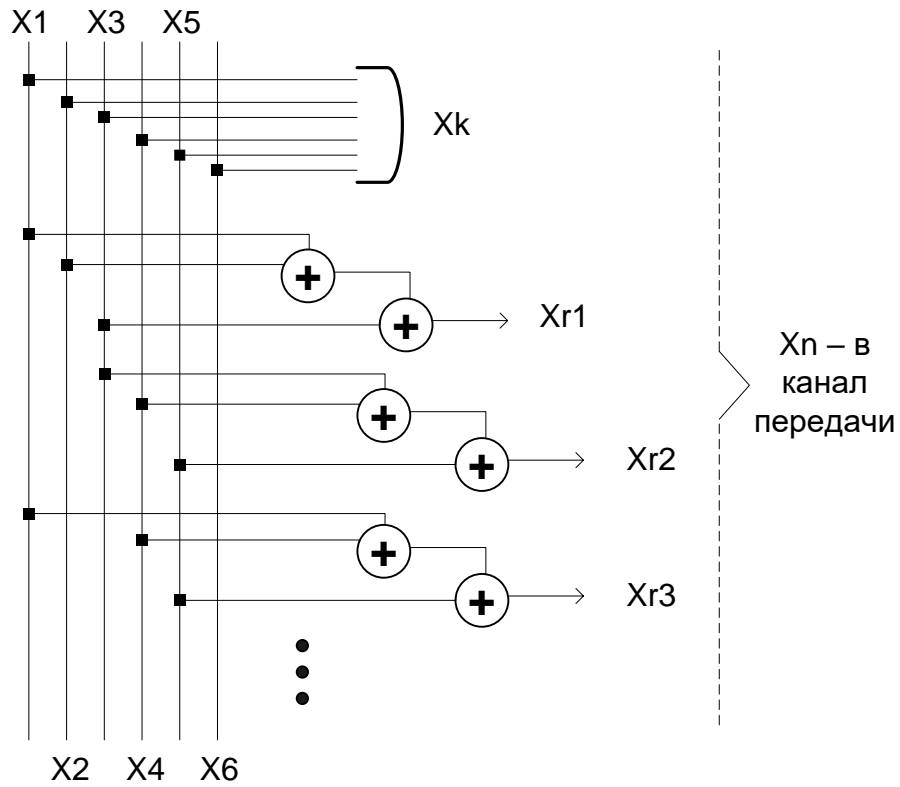 X1 X3 X5
Xk
Xr1
Xn – в
канал
передачи
Xr2
Xr3
X2 X4 X6